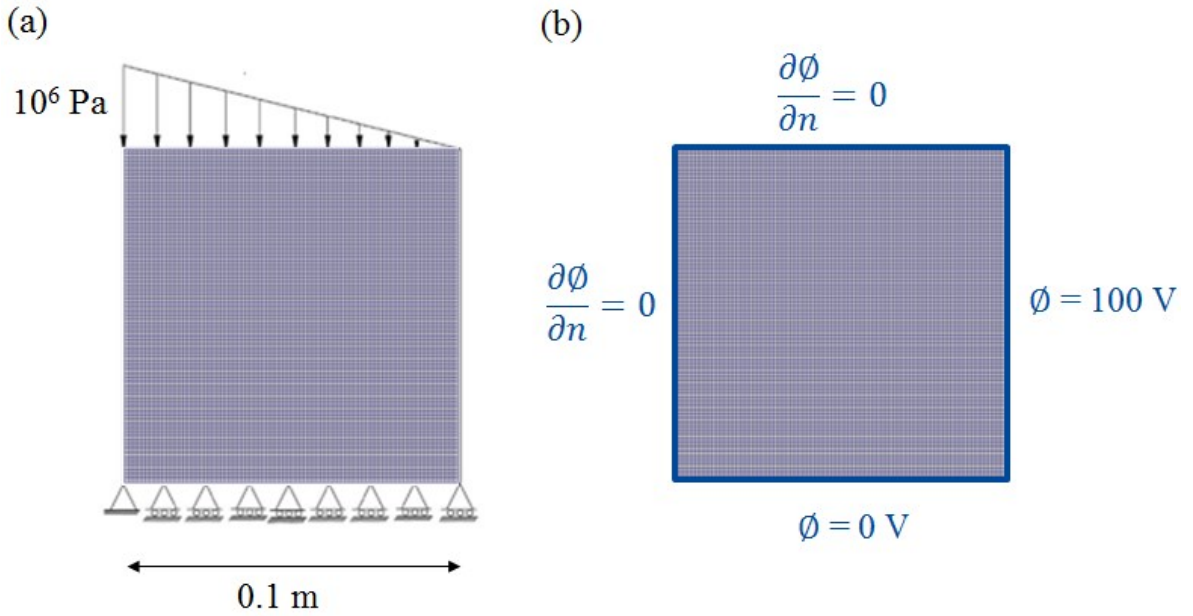 (a)
(b)
10⁶ Pa
∂∅/∂n = 0
∂∅/∂n = 0
∅ = 100 V
∅ = 0 V
0.1 m